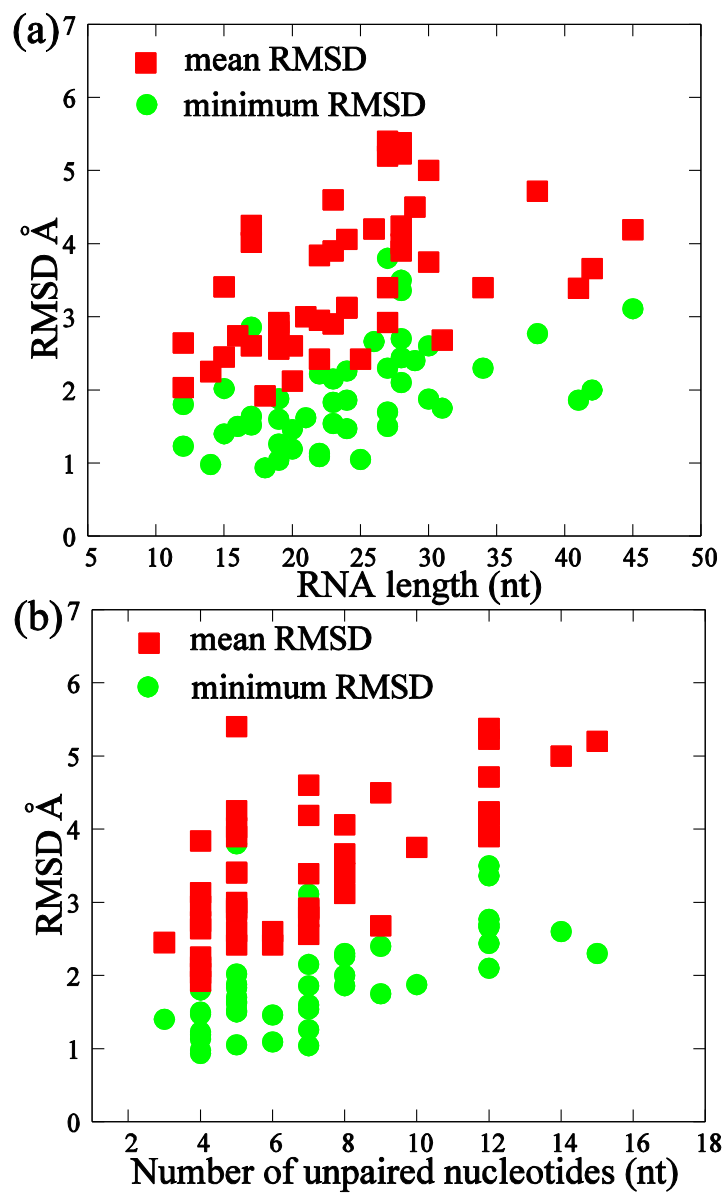 (a)
7
mean RMSD
minimum RMSD
6
5
4
3
2
1
0
RMSD Å
5 10 15 20 25 30 35 40 45 50
RNA length (nt)
(b)
7
mean RMSD
minimum RMSD
6
5
4
3
2
1
0
RMSD Å
2 4 6 8 10 12 14 16 18
Number of unpaired nucleotides (nt)